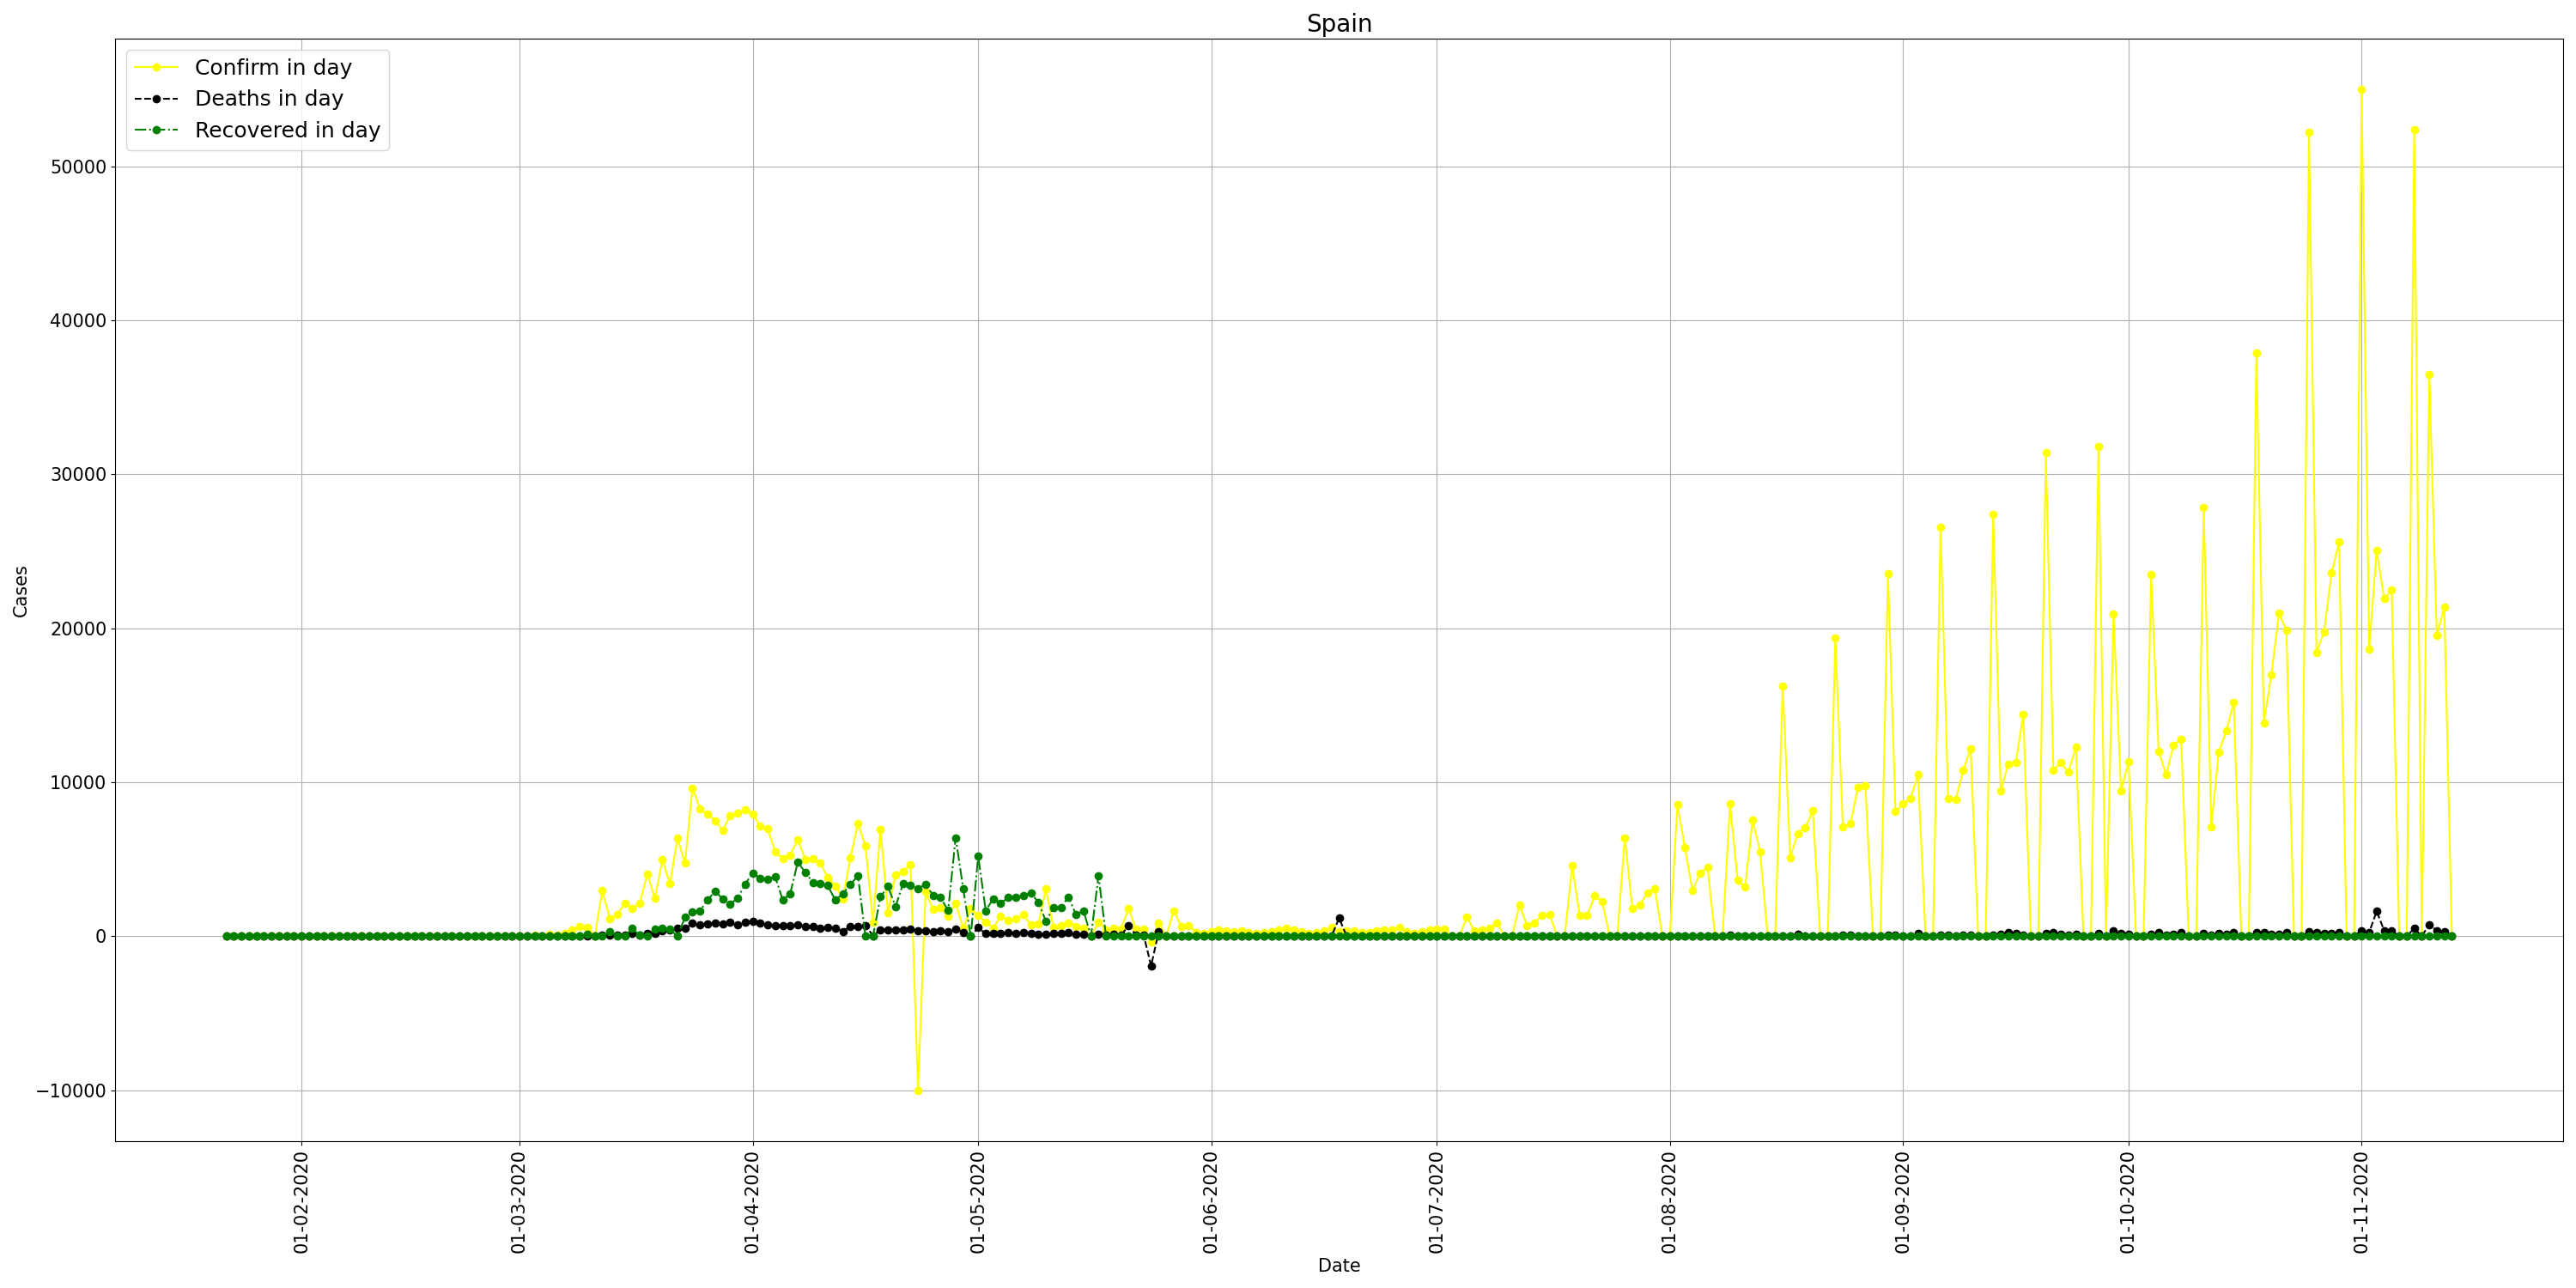 Spain
Confirm in day
Deaths in day
Recovered in day
50000
40000
30000
20000
10000
0
−10000
Cases
01-02-2020
01-03-2020
01-04-2020
01-05-2020
01-06-2020
01-07-2020
01-08-2020
01-09-2020
01-10-2020
01-11-2020
Date